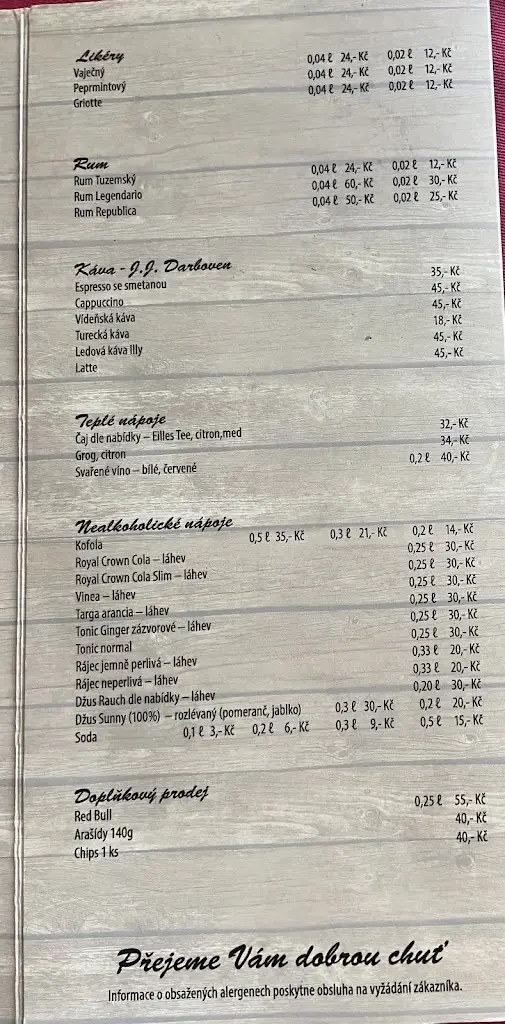 Likéry
Vaječný 0,04 ℓ 24,- Kč 0,02 ℓ 12,- Kč
Peprmintový 0,04 ℓ 24,- Kč 0,02 ℓ 12,- Kč
Griotte 0,04 ℓ 24,- Kč 0,02 ℓ 12,- Kč
Rum
Rum Tuzemský 0,04 ℓ 24,- Kč 0,02 ℓ 12,- Kč
Rum Legendario 0,04 ℓ 60,- Kč 0,02 ℓ 30,- Kč
Rum Republica 0,04 ℓ 50,- Kč 0,02 ℓ 25,- Kč
Káva - J.J. Darboven
Espresso se smetanou 35,- Kč
Cappuccino 45,- Kč
Vídeňská káva 45,- Kč
Turecká káva 18,- Kč
Ledová káva Illy 45,- Kč
Latte 45,- Kč
Teplé nápoje
Čaj dle nabídky – Eilles Tee, citron,med 32,- Kč
Grog, citron 34,- Kč
Svařené víno – bílé, červené 0,2 ℓ 40,- Kč
Nealkoholické nápoje
Kofola 0,5 ℓ 35,- Kč 0,3 ℓ 21,- Kč 0,2 ℓ 14,- Kč
Royal Crown Cola – láhev 0,25 ℓ 30,- Kč
Royal Crown Cola Slim – láhev 0,25 ℓ 30,- Kč
Vinea – láhev 0,25 ℓ 30,- Kč
Targa arancia – láhev 0,25 ℓ 30,- Kč
Tonic Ginger zázvorové – láhev 0,25 ℓ 30,- Kč
Tonic normal 0,25 ℓ 30,- Kč
Rájec jemně perlivá – láhev 0,33 ℓ 20,- Kč
Rájec neperlivá – láhev 0,33 ℓ 20,- Kč
Džus Rauch dle nabídky – láhev 0,20 ℓ 30,- Kč
Džus Sunny (100%) – rozlévaný (pomeranč, jablko) 0,3 ℓ 30,- Kč 0,2 ℓ 20,- Kč
Soda 0,1 ℓ 3,- Kč 0,2 ℓ 6,- Kč 0,3 ℓ 9,- Kč 0,5 ℓ 15,- Kč
Doplňkový prodej
Red Bull 0,25 ℓ 55,- Kč
Arašídy 140g 40,- Kč
Chips 1 ks 40,- Kč
Přejeme Vám dobrou chuť
Informace o obsažených alergenech poskytne obsluha na vyžádání zákazníka.